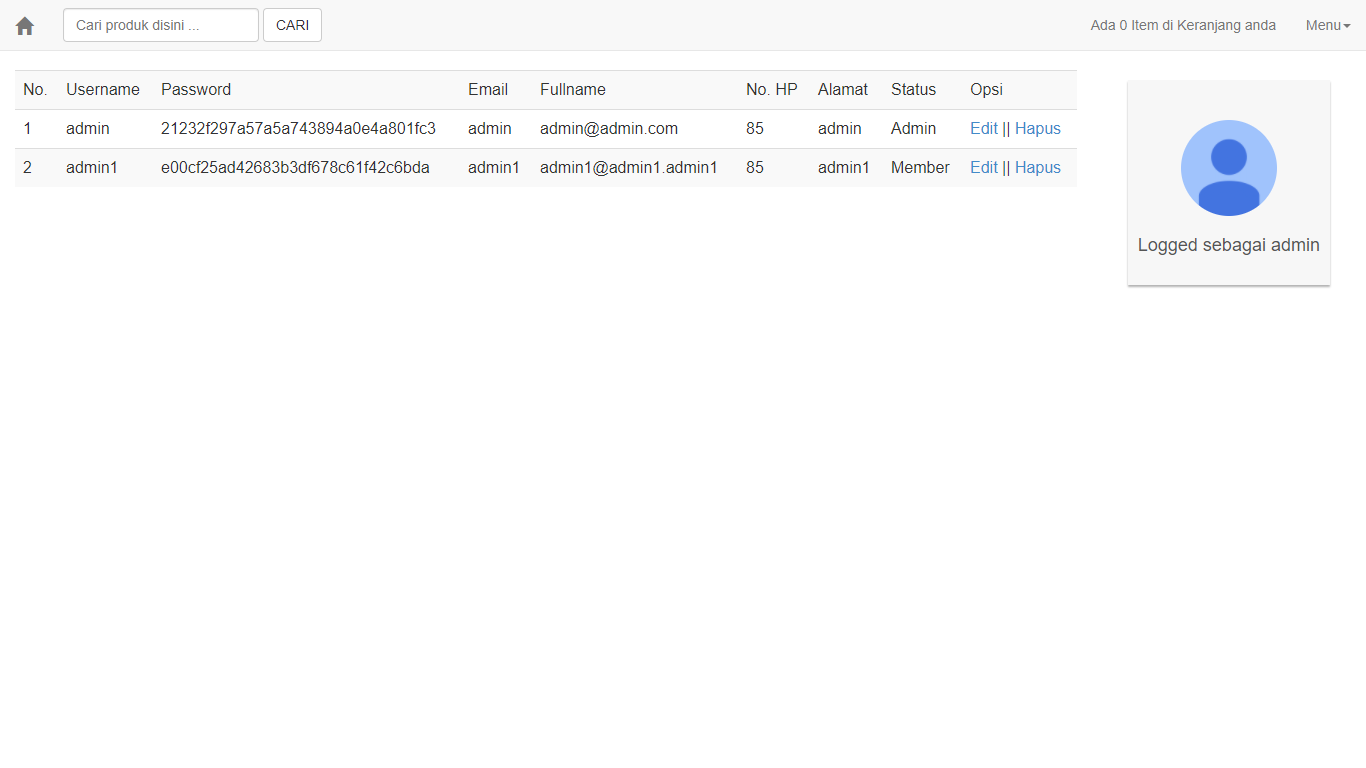 Cari produk disini ... CARI Ada 0 Item di Keranjang anda Menu
No. Username Password Email Fullname No. HP Alamat Status Opsi
1 admin 21232f297a57a5a743894a0e4a801fc3 admin admin@admin.com 85 admin Admin Edit || Hapus
2 admin1 e00cf25ad42683b3df678c61f42c6bda admin1 admin1@admin1.admin1 85 admin1 Member Edit || Hapus
Logged sebagai admin